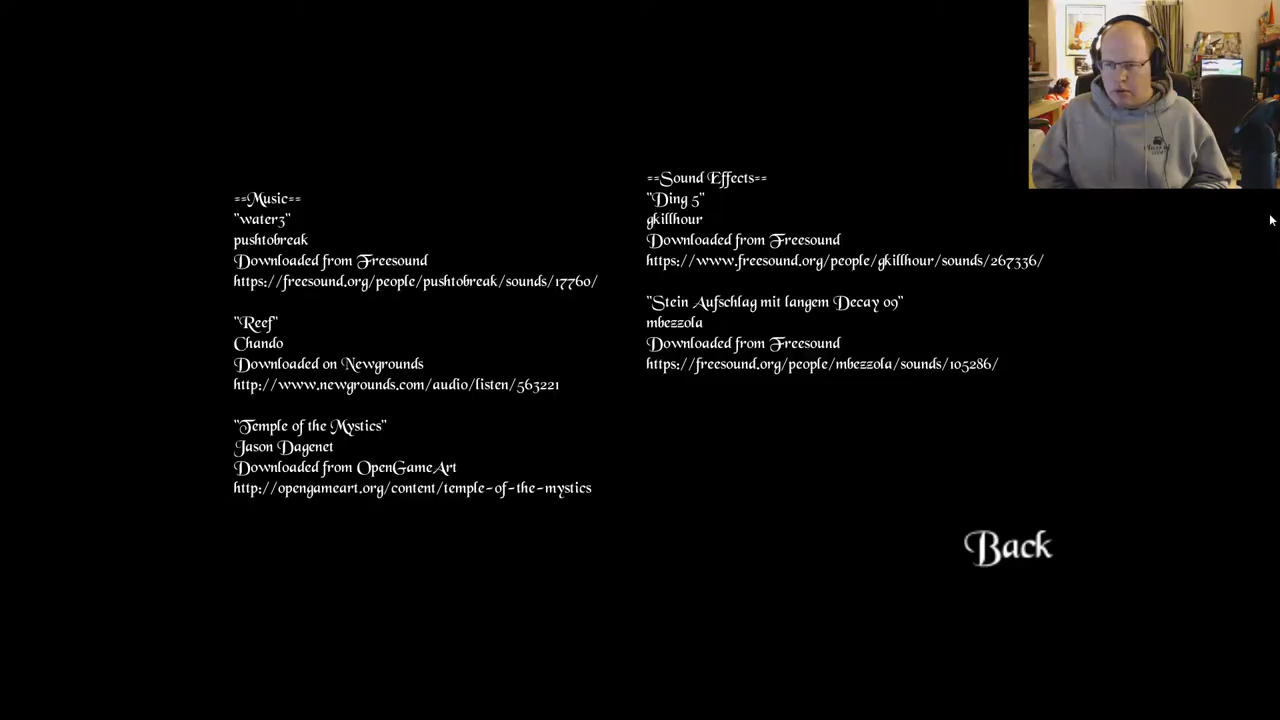 ==Music==
"water3"
pushtobreak
Downloaded from Freesound
https://freesound.org/people/pushtobreak/sounds/17760/
"Reef"
Chando
Downloaded on Newgrounds
http://www.newgrounds.com/audio/listen/563221
"Temple of the Mystics"
Jason Dagenet
Downloaded from OpenGameArt
http://opengameart.org/content/temple-of-the-mystics
==Sound Effects==
"Ding 5"
gkillhour
Downloaded from Freesound
https://www.freesound.org/people/gkillhour/sounds/267336/
"Stein Aufschlag mit langem Decay 09"
mbezzola
Downloaded from Freesound
https://freesound.org/people/mbezzola/sounds/105286/
Back